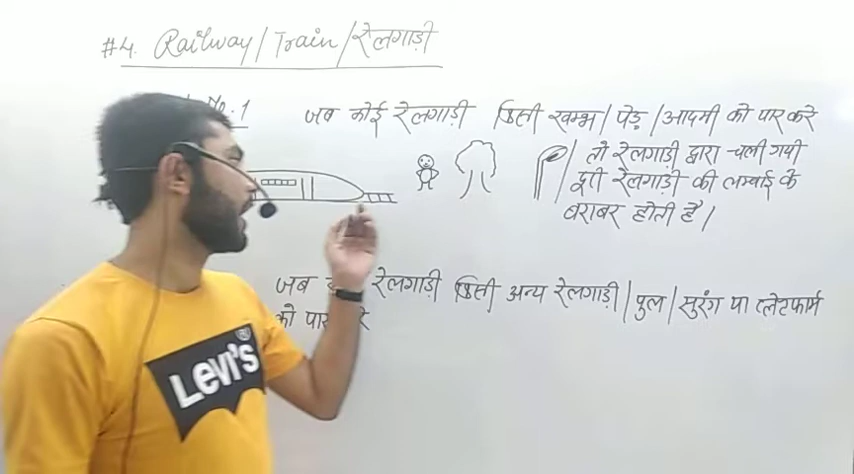 #4. Railway/Train/रेलगाड़ी
No. 1
जब कोई रेलगाड़ी किसी खम्भ/पेड़/आदमी को पार करे
तो रेलगाड़ी द्वारा चली गयी
दूरी रेलगाड़ी की लम्बाई के
बराबर होती है।
जब रेलगाड़ी किसी अन्य रेलगाड़ी/पुल/सुरंग या प्लेटफार्म
को
Levi's